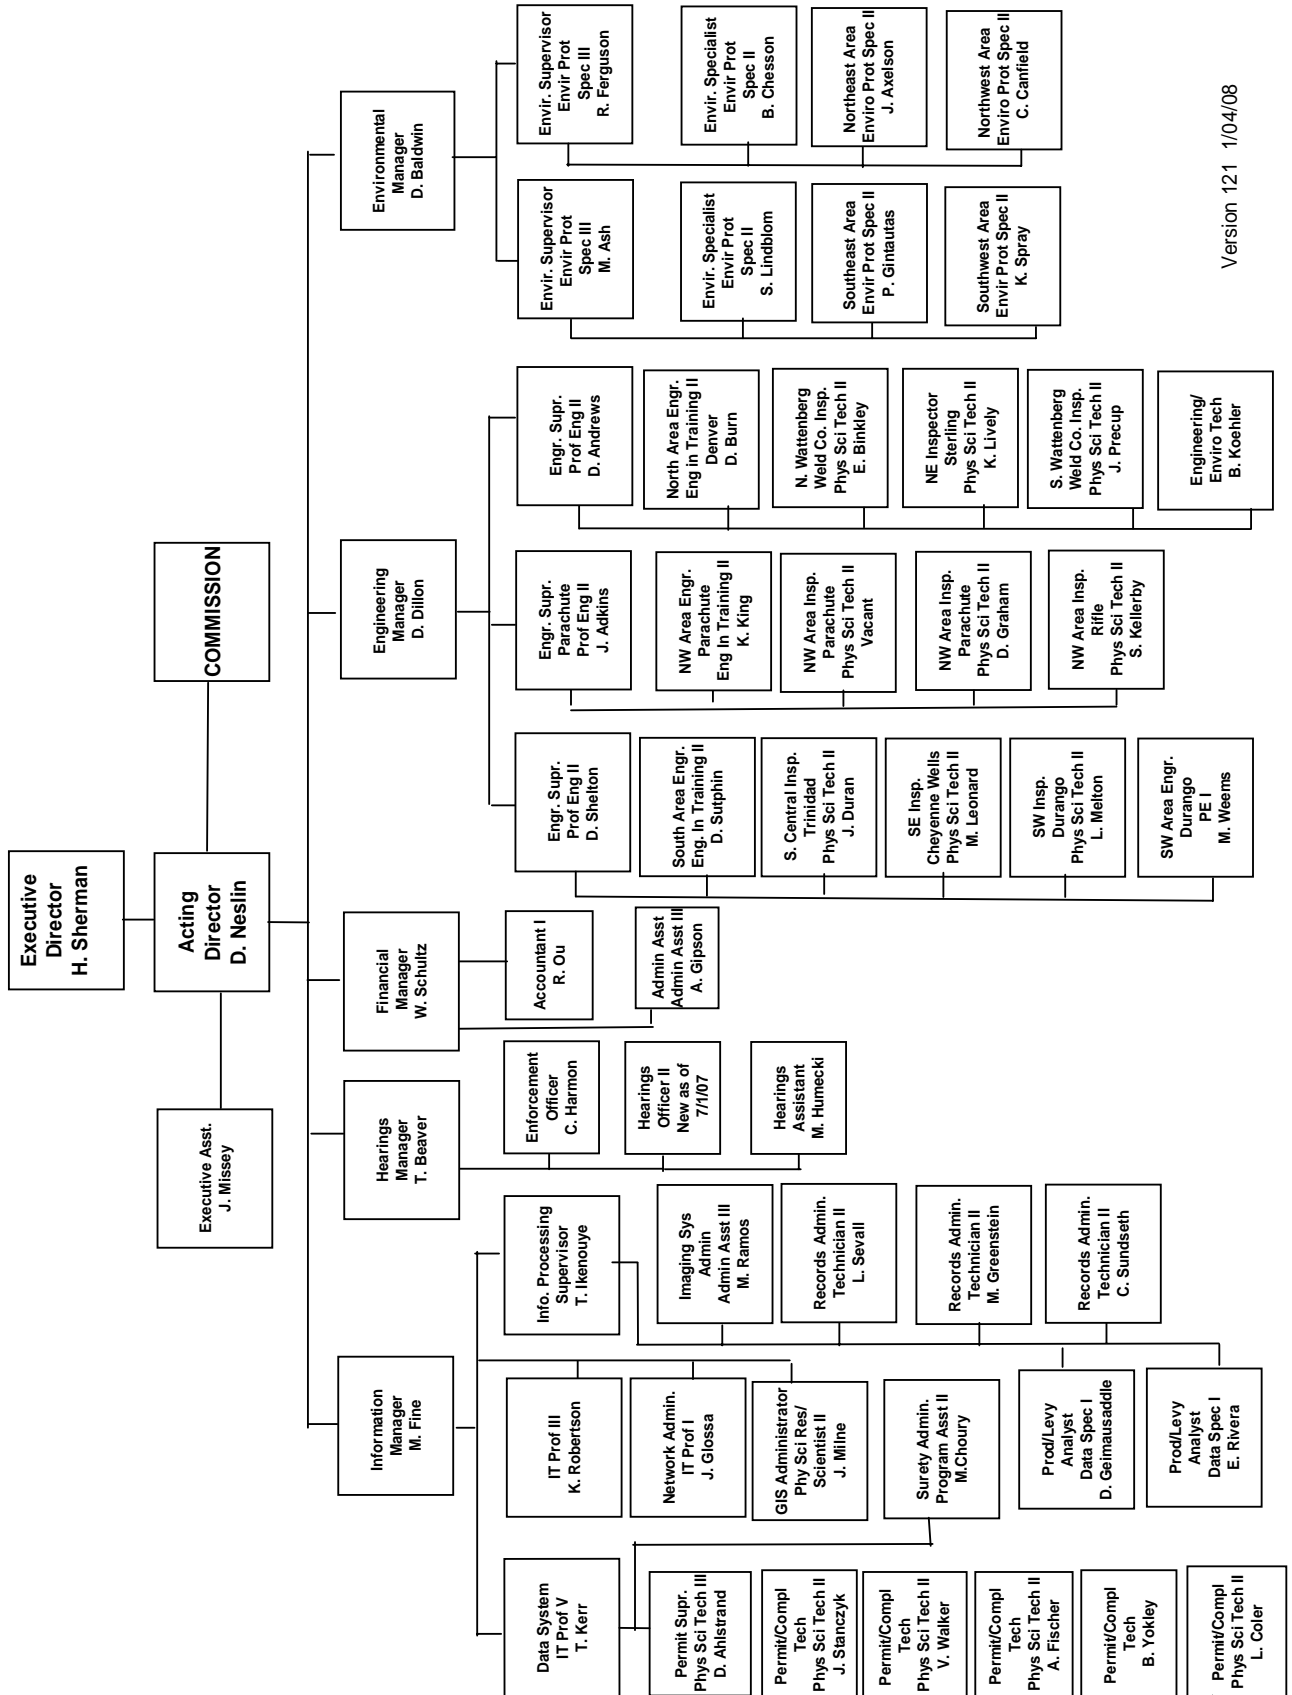 Executive
Director
H. Sherman
Acting
Director
D. Neslin
COMMISSION
Executive Asst.
J. Missey
Information
Manager
M. Fine
Hearings
Manager
T. Beaver
Financial
Manager
W. Schultz
Engineering
Manager
D. Dillon
Environmental
Manager
D. Baldwin
Data System
IT Prof V
T. Kerr
Permit Supr.
Phys Sci Tech III
D. Ahlstrand
Permit/Compl
Tech
Phys Sci Tech II
J. Stanczyk
Permit/Compl
Tech
Phys Sci Tech II
V. Walker
Permit/Compl
Tech
Phys Sci Tech II
A. Fischer
Permit/Compl
Tech
B. Yokley
Permit/Compl
Phys Sci Tech II
L. Coler
IT Prof III
K. Robertson
Network Admin.
IT Prof I
J. Glossa
GIS Administrator
Phy Sci Res/
Scientist II
J. Milne
Surety Admin.
Program Asst II
M.Choury
Prod/Levy
Analyst
Data Spec I
D. Geimausaddle
Prod/Levy
Analyst
Data Spec I
E. Rivera
Info. Processing
Supervisor
T. Ikenouye
Imaging Sys
Admin
Admin Asst III
M. Ramos
Records Admin.
Technician II
L. Sevall
Records Admin.
Technician II
M. Greenstein
Records Admin.
Technician II
C. Sundseth
Enforcement
Officer
C. Harmon
Hearings
Officer II
New as of
7/1/07
Hearings
Assistant
M. Humecki
Accountant I
R. Ou
Admin Asst
Admin Asst III
A. Gipson
Engr. Supr.
Prof Eng II
D. Shelton
South Area Engr.
Eng. In Training II
D. Sutphin
S. Central Insp.
Trinidad
Phys Sci Tech II
J. Duran
SE Insp.
Cheyenne Wells
Phys Sci Tech II
M. Leonard
SW Insp.
Durango
Phys Sci Tech II
L. Melton
SW Area Engr.
Durango
PE I
M. Weems
Engr. Supr.
Parachute
Prof Eng II
J. Adkins
NW Area Engr.
Parachute
Eng In Training II
K. King
NW Area Insp.
Parachute
Phys Sci Tech II
Vacant
NW Area Insp.
Parachute
Phys Sci Tech II
D. Graham
NW Area Insp.
Rifle
Phys Sci Tech II
S. Kellerby
Engr. Supr.
Prof Eng II
D. Andrews
North Area Engr.
Eng in Training II
Denver
D. Burn
N. Wattenberg
Weld Co. Insp.
Phys Sci Tech II
E. Binkley
NE Inspector
Sterling
Phys Sci Tech II
K. Lively
S. Wattenberg
Weld Co. Insp.
Phys Sci Tech II
J. Precup
Engineering/
Enviro Tech
B. Koehler
Envir. Supervisor
Envir Prot
Spec III
M. Ash
Envir. Specialist
Envir Prot
Spec II
S. Lindblom
Southeast Area
Envir Prot Spec II
P. Gintautas
Southwest Area
Envir Prot Spec II
K. Spray
Envir. Supervisor
Envir Prot
Spec III
R. Ferguson
Envir. Specialist
Envir Prot
Spec II
B. Chesson
Northeast Area
Enviro Prot Spec II
J. Axelson
Northwest Area
Enviro Prot Spec II
C. Canfield
Version 121 1/04/08